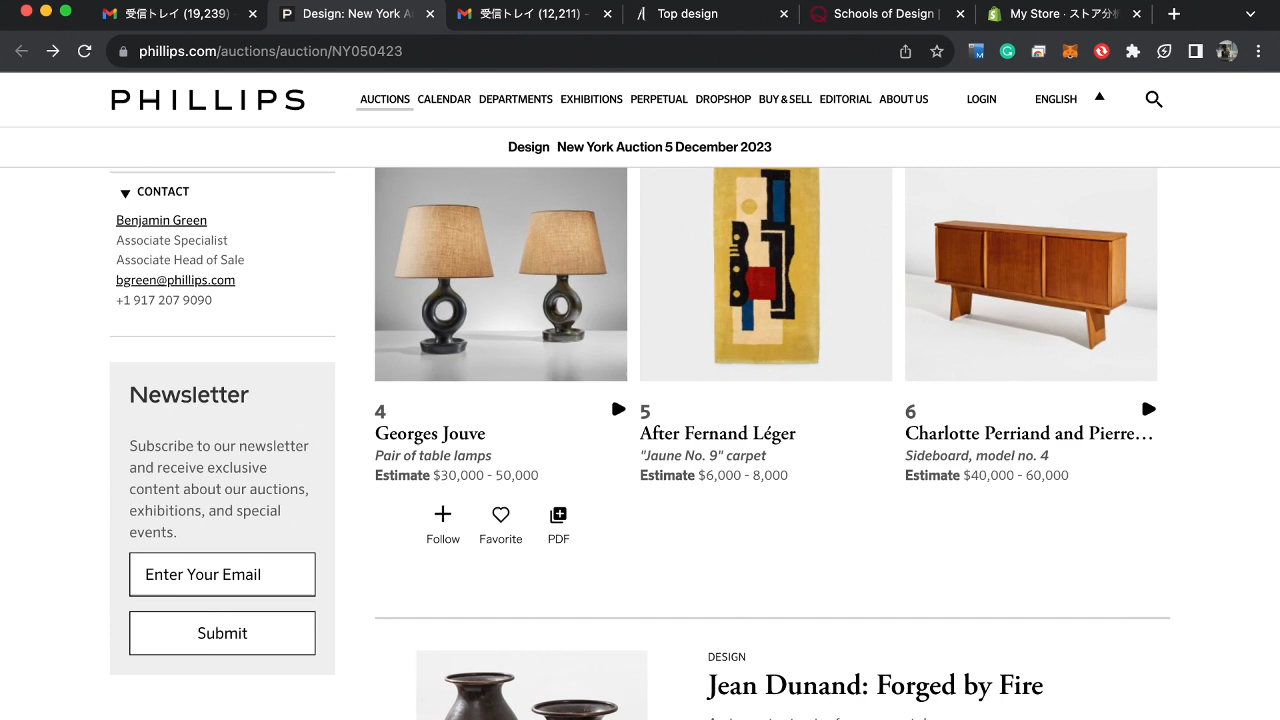 受信トレイ (19,239) -
Design: New York A
受信トレイ (12,211) -
Top design
Schools of Design |
My Store · ストア分析
phillips.com/auctions/auction/NY050423
PHILLIPS
AUCTIONS CALENDAR DEPARTMENTS EXHIBITIONS PERPETUAL DROPSHOP BUY & SELL EDITORIAL ABOUT US LOGIN ENGLISH
Design New York Auction 5 December 2023
CONTACT
Benjamin Green
Associate Specialist
Associate Head of Sale
bgreen@phillips.com
+1 917 207 9090
Newsletter
Subscribe to our newsletter
and receive exclusive
content about our auctions,
exhibitions, and special
events.
Enter Your Email
Submit
4
Georges Jouve
Pair of table lamps
Estimate $30,000 - 50,000
Follow Favorite PDF
5
After Fernand Léger
"Jaune No. 9" carpet
Estimate $6,000 - 8,000
6
Charlotte Perriand and Pierre…
Sideboard, model no. 4
Estimate $40,000 - 60,000
DESIGN
Jean Dunand: Forged by Fire